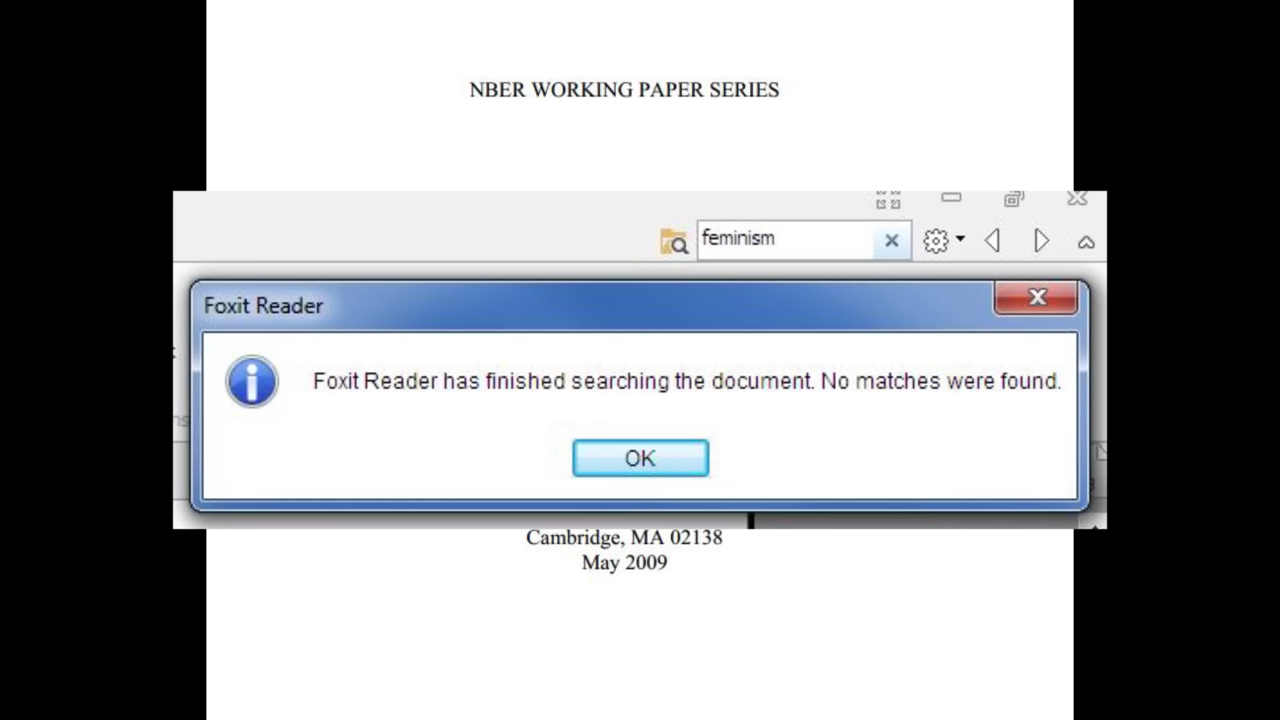 NBER WORKING PAPER SERIES
feminism
Foxit Reader
Foxit Reader has finished searching the document. No matches were found.
OK
Cambridge, MA 02138
May 2009